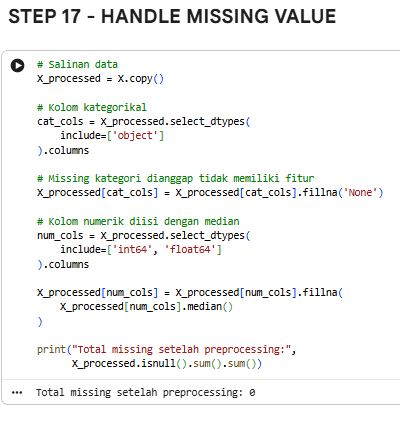 STEP 17 - HANDLE MISSING VALUE
# Salinan data
X_processed = X.copy()
# Kolom kategorikal
cat_cols = X_processed.select_dtypes(
    include=['object']
).columns
# Missing kategori dianggap tidak memiliki fitur
X_processed[cat_cols] = X_processed[cat_cols].fillna('None')
# Kolom numerik diisi dengan median
num_cols = X_processed.select_dtypes(
    include=['int64', 'float64']
).columns
X_processed[num_cols] = X_processed[num_cols].fillna(
    X_processed[num_cols].median()
)
print("Total missing setelah preprocessing:",
      X_processed.isnull().sum().sum())
Total missing setelah preprocessing: 0